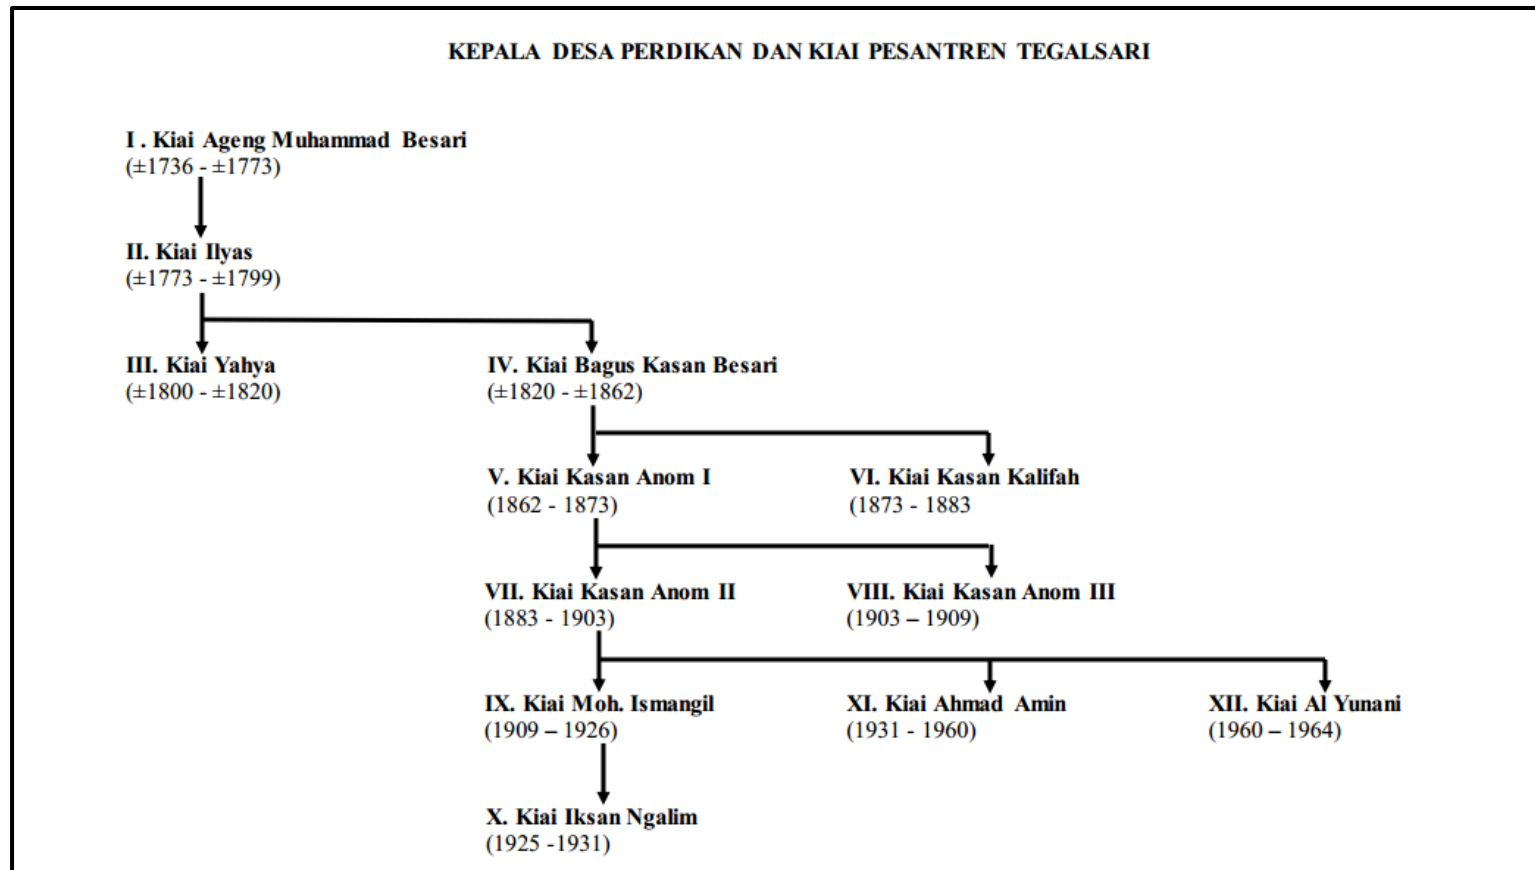 KEPALA DESA PERDIKAN DAN KIAI PESANTREN TEGALSARI
I . Kiai Ageng Muhammad Besari
(±1736 - ±1773)
II. Kiai Ilyas
(±1773 - ±1799)
III. Kiai Yahya
(±1800 - ±1820)
IV. Kiai Bagus Kasan Besari
(±1820 - ±1862)
V. Kiai Kasan Anom I
(1862 - 1873)
VI. Kiai Kasan Kalifah
(1873 - 1883
VII. Kiai Kasan Anom II
(1883 - 1903)
VIII. Kiai Kasan Anom III
(1903 – 1909)
IX. Kiai Moh. Ismangil
(1909 – 1926)
XI. Kiai Ahmad Amin
(1931 - 1960)
XII. Kiai Al Yunani
(1960 – 1964)
X. Kiai Iksan Ngalim
(1925 -1931)